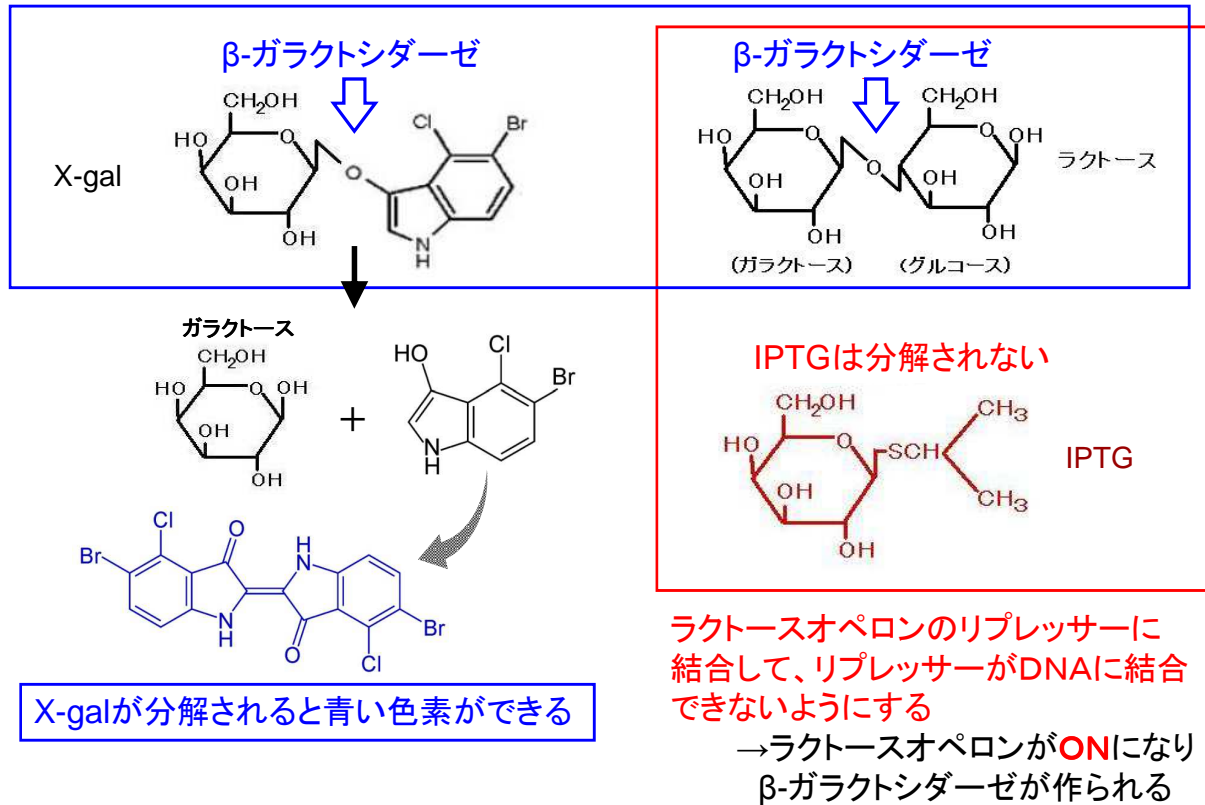 β-ガラクトシダーゼ
CH₂OH
HO
O
OH
OH
O
Cl
Br
N
H
X-gal
β-ガラクトシダーゼ
CH₂OH
HO
O
OH
OH
O
CH₂OH
O
OH
OH
OH
ラクトース
(ガラクトース)
(グルコース)
ガラクトース
CH₂OH
HO
O
OH
OH
OH
+
HO
Cl
Br
N
H
Cl
Br
O
N
H
H
N
O
Cl
Br
X-galが分解されると青い色素ができる
IPTGは分解されない
CH₂OH
HO
O
OH
OH
SCH
CH₃
CH₃
IPTG
ラクトースオペロンのリプレッサーに
結合して、リプレッサーがDNAに結合
できないようにする
→ラクトースオペロンがONになり
β-ガラクトシダーゼが作られる